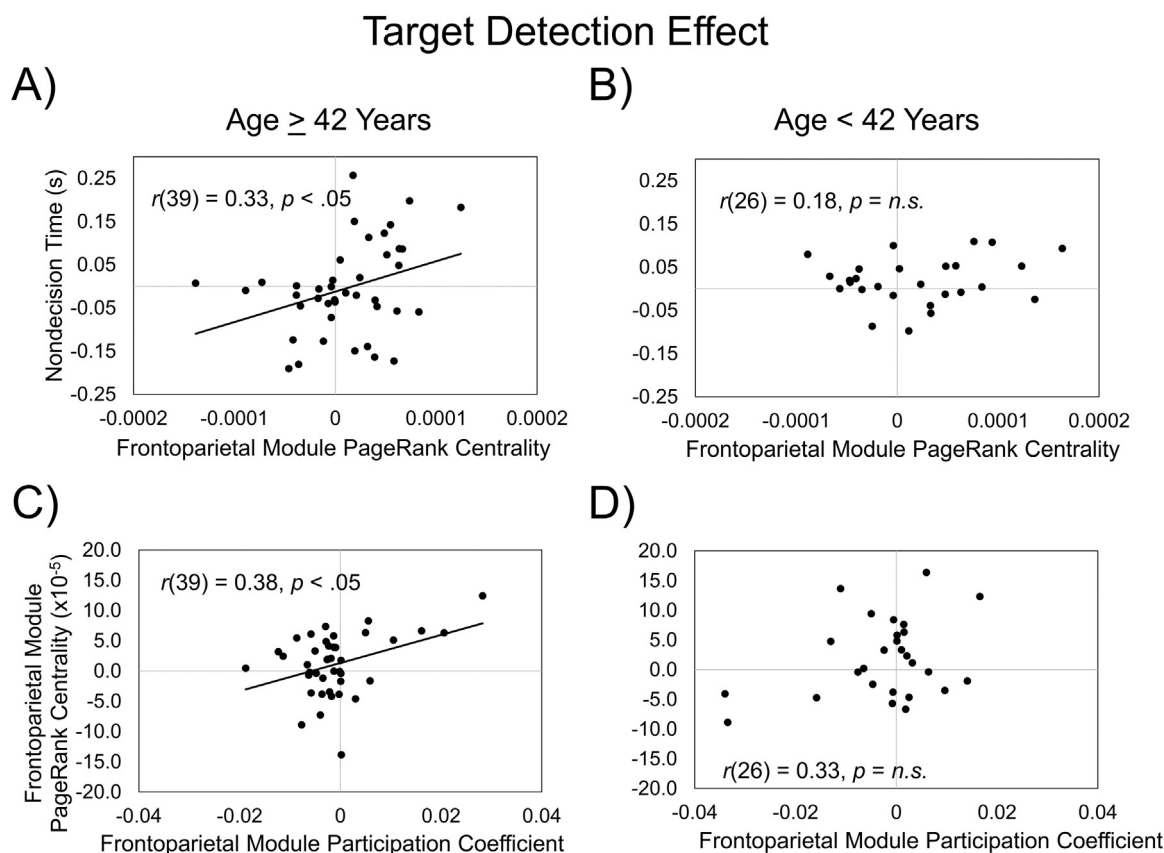 Target Detection Effect
A)
Age ≥ 42 Years
r(39) = 0.33, p < .05
Nondecision Time (s)
0.25
0.15
0.05
-0.05
-0.15
-0.25
-0.0002 -0.0001 0 0.0001 0.0002
Frontoparietal Module PageRank Centrality
B)
Age < 42 Years
r(26) = 0.18, p = n.s.
0.25
0.15
0.05
-0.05
-0.15
-0.25
-0.0002 -0.0001 0 0.0001 0.0002
Frontoparietal Module PageRank Centrality
C)
r(39) = 0.38, p < .05
Frontoparietal Module
PageRank Centrality (x10⁻⁵)
20.0
15.0
10.0
5.0
0.0
-5.0
-10.0
-15.0
-20.0
-0.04 -0.02 0 0.02 0.04
Frontoparietal Module Participation Coefficient
D)
20.0
15.0
10.0
5.0
0.0
-5.0
-10.0
-15.0
-20.0
r(26) = 0.33, p = n.s.
-0.04 -0.02 0 0.02 0.04
Frontoparietal Module Participation Coefficient